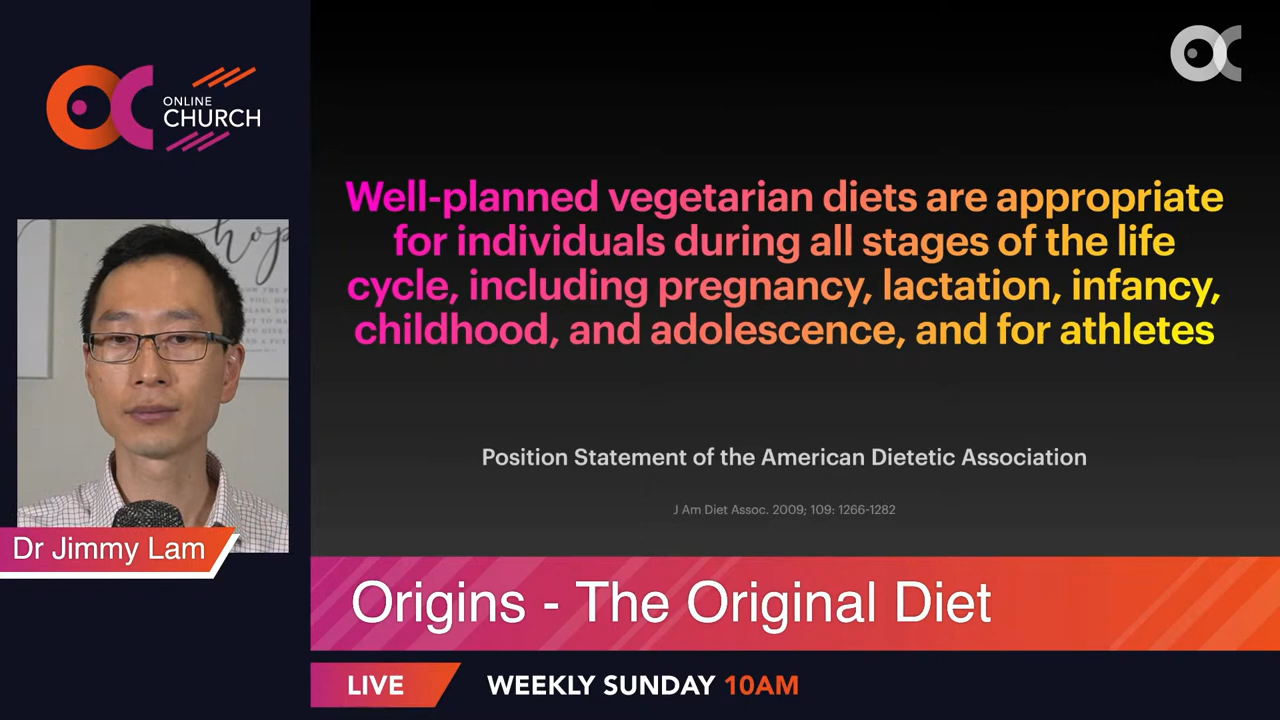 ONLINE
CHURCH
hop
Dr Jimmy Lam
Well-planned vegetarian diets are appropriate
for individuals during all stages of the life
cycle, including pregnancy, lactation, infancy,
childhood, and adolescence, and for athletes
Position Statement of the American Dietetic Association
J Am Diet Assoc. 2009; 109: 1266-1282
Origins - The Original Diet
LIVE WEEKLY SUNDAY 10AM